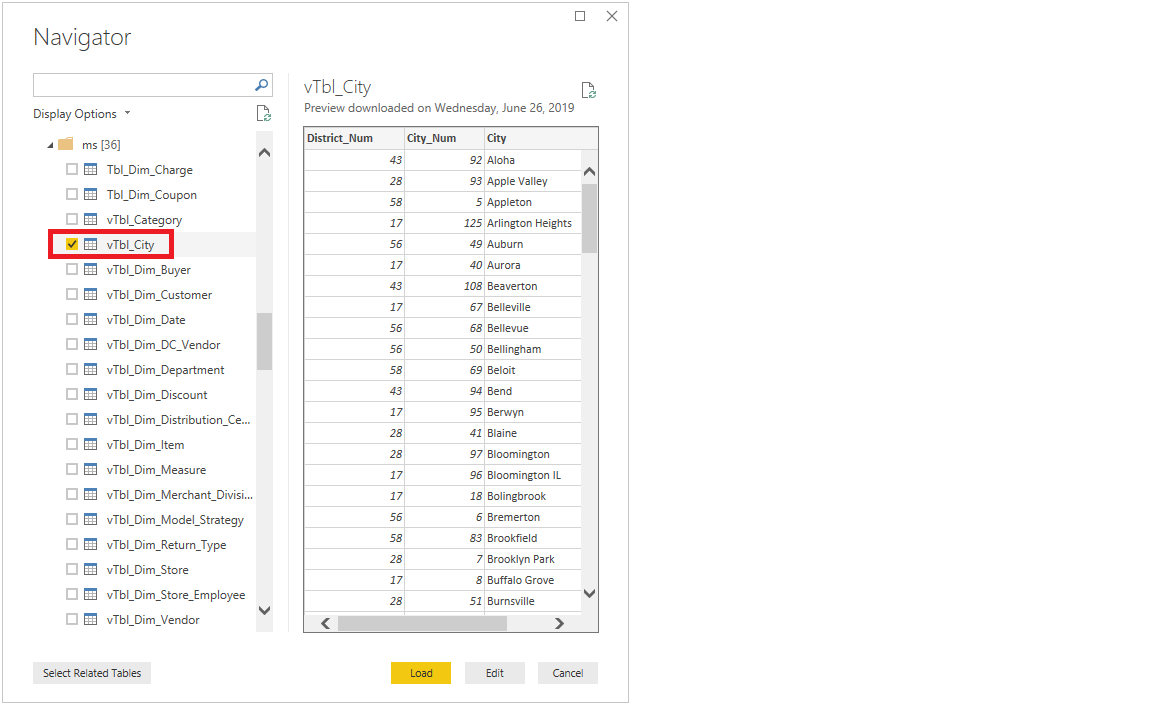 Navigator
Display Options
ms [36]
Tbl_Dim_Charge
Tbl_Dim_Coupon
vTbl_Category
vTbl_City
vTbl_Dim_Buyer
vTbl_Dim_Customer
vTbl_Dim_Date
vTbl_Dim_DC_Vendor
vTbl_Dim_Department
vTbl_Dim_Discount
vTbl_Dim_Distribution_Ce...
vTbl_Dim_Item
vTbl_Dim_Measure
vTbl_Dim_Merchant_Divisi...
vTbl_Dim_Model_Strategy
vTbl_Dim_Return_Type
vTbl_Dim_Store
vTbl_Dim_Store_Employee
vTbl_Dim_Vendor
vTbl_City
Preview downloaded on Wednesday, June 26, 2019
District_Num City_Num City
43 92 Aloha
28 93 Apple Valley
58 5 Appleton
17 125 Arlington Heights
56 49 Auburn
17 40 Aurora
43 108 Beaverton
17 67 Belleville
56 68 Bellevue
56 50 Bellingham
58 69 Beloit
43 94 Bend
17 95 Berwyn
28 41 Blaine
28 97 Bloomington
17 96 Bloomington IL
17 18 Bolingbrook
56 6 Bremerton
58 83 Brookfield
28 7 Brooklyn Park
17 8 Buffalo Grove
28 51 Burnsville
Select Related Tables Load Edit Cancel